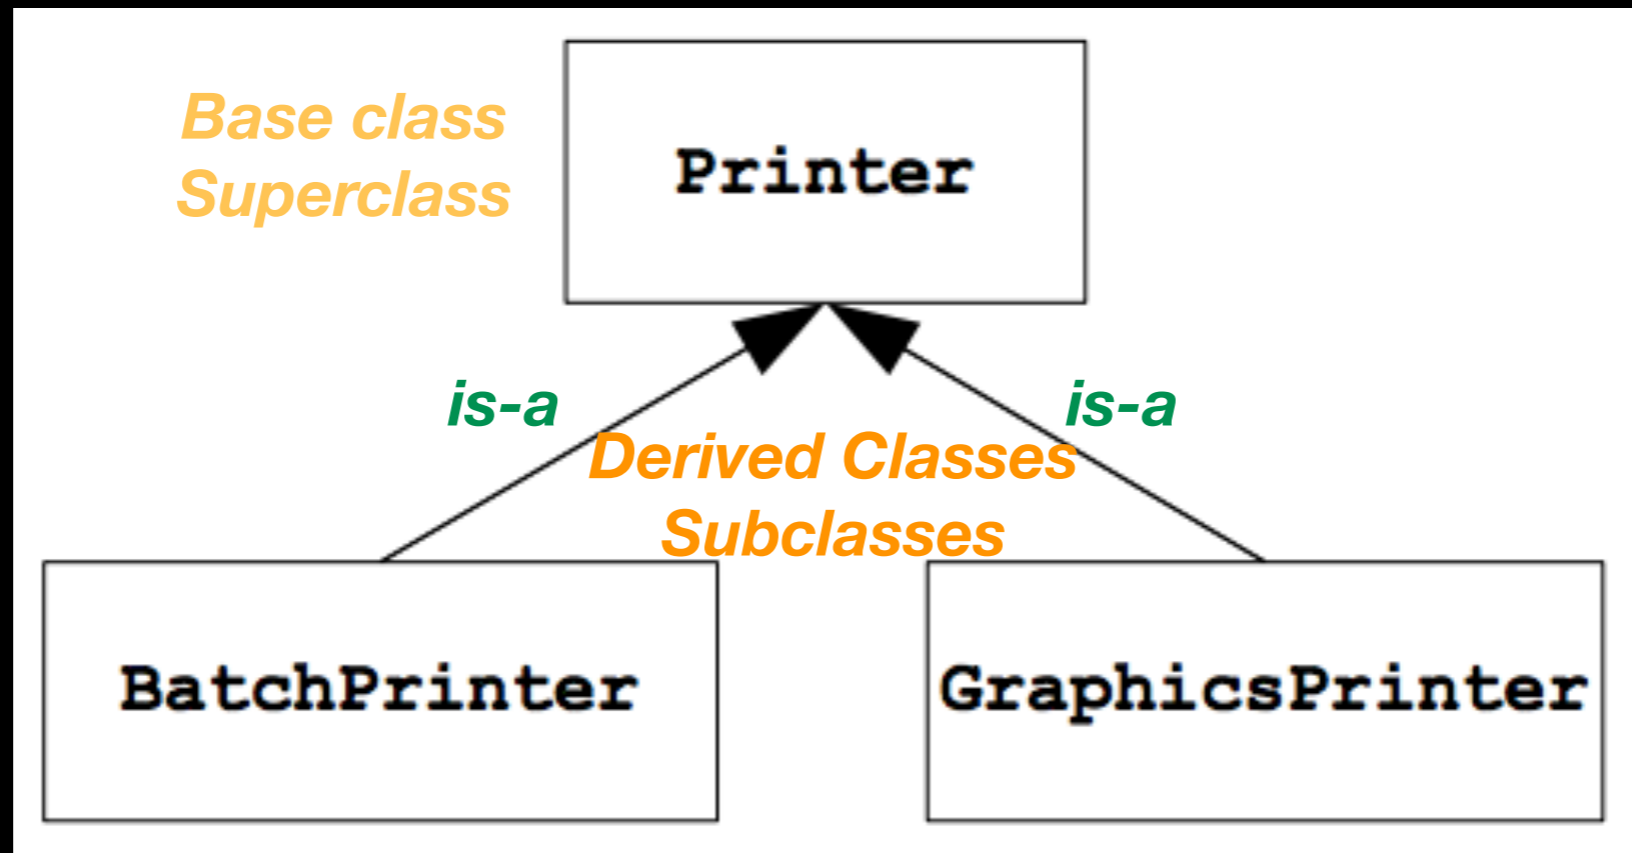 Base class
Superclass
Printer
is-a
is-a
Derived Classes
Subclasses
BatchPrinter
GraphicsPrinter